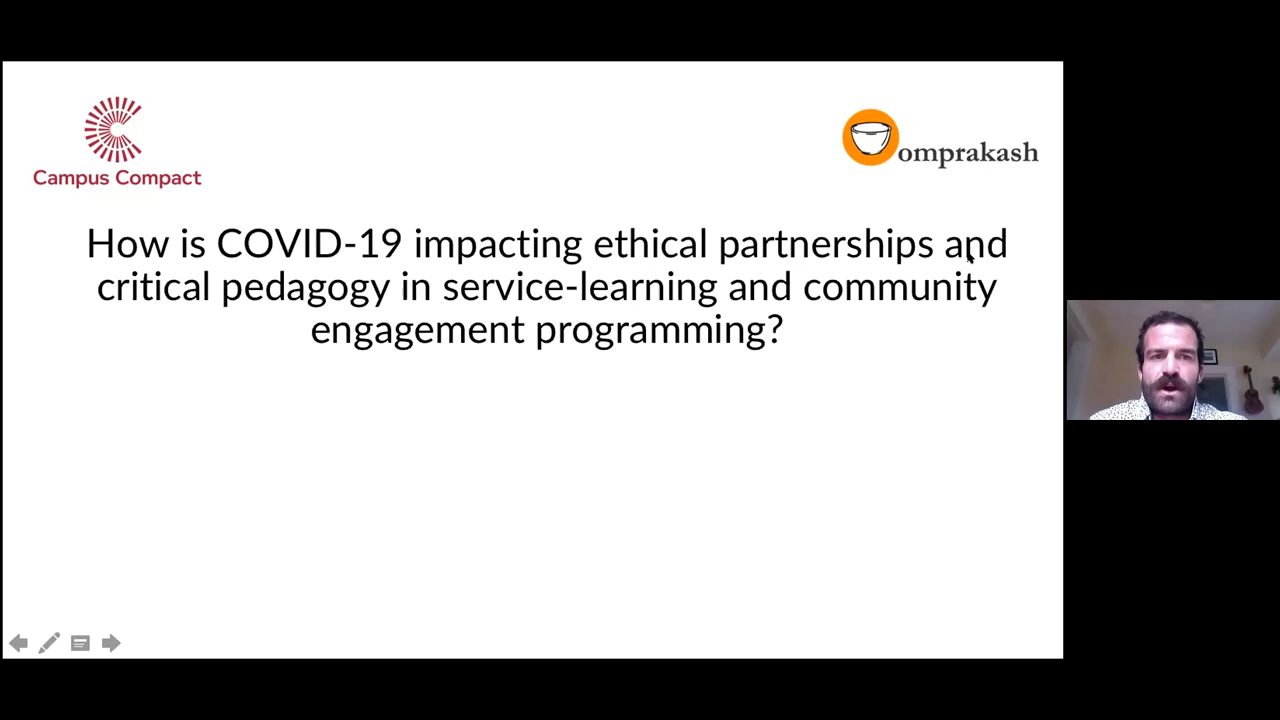 Campus Compact
omprakash
How is COVID-19 impacting ethical partnerships and
critical pedagogy in service-learning and community
engagement programming?